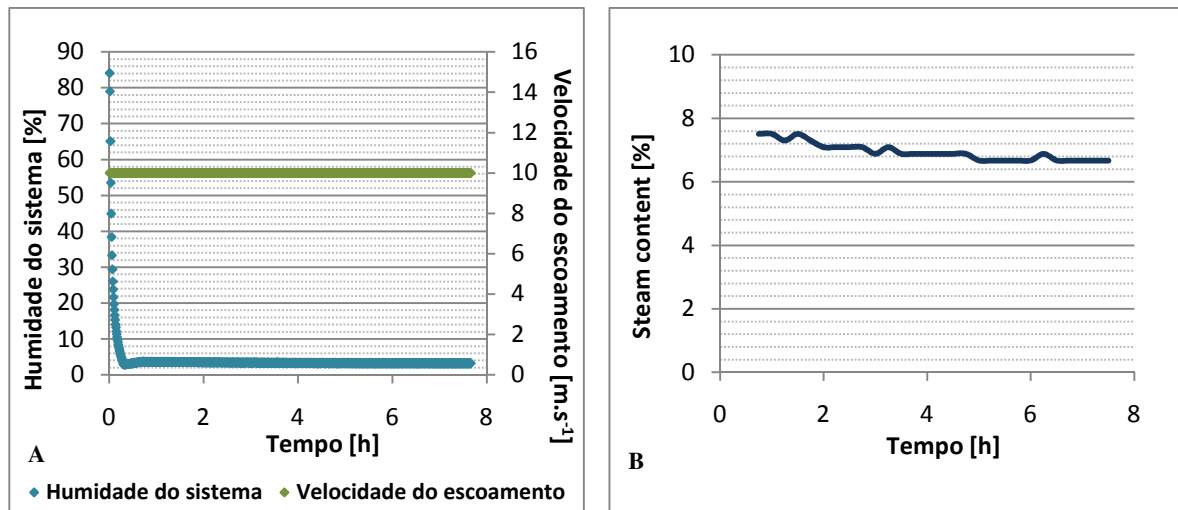 Humidade do sistema [%]
90
80
70
60
50
40
30
20
10
0
16
14
12
10
8
6
4
2
0
Velocidade do escoamento [m.s⁻¹]
0 2 4 6 8
Tempo [h]
A
Humidade do sistema Velocidade do escoamento
Steam content [%]
10
8
6
4
2
0
0 2 4 6 8
Tempo [h]
B